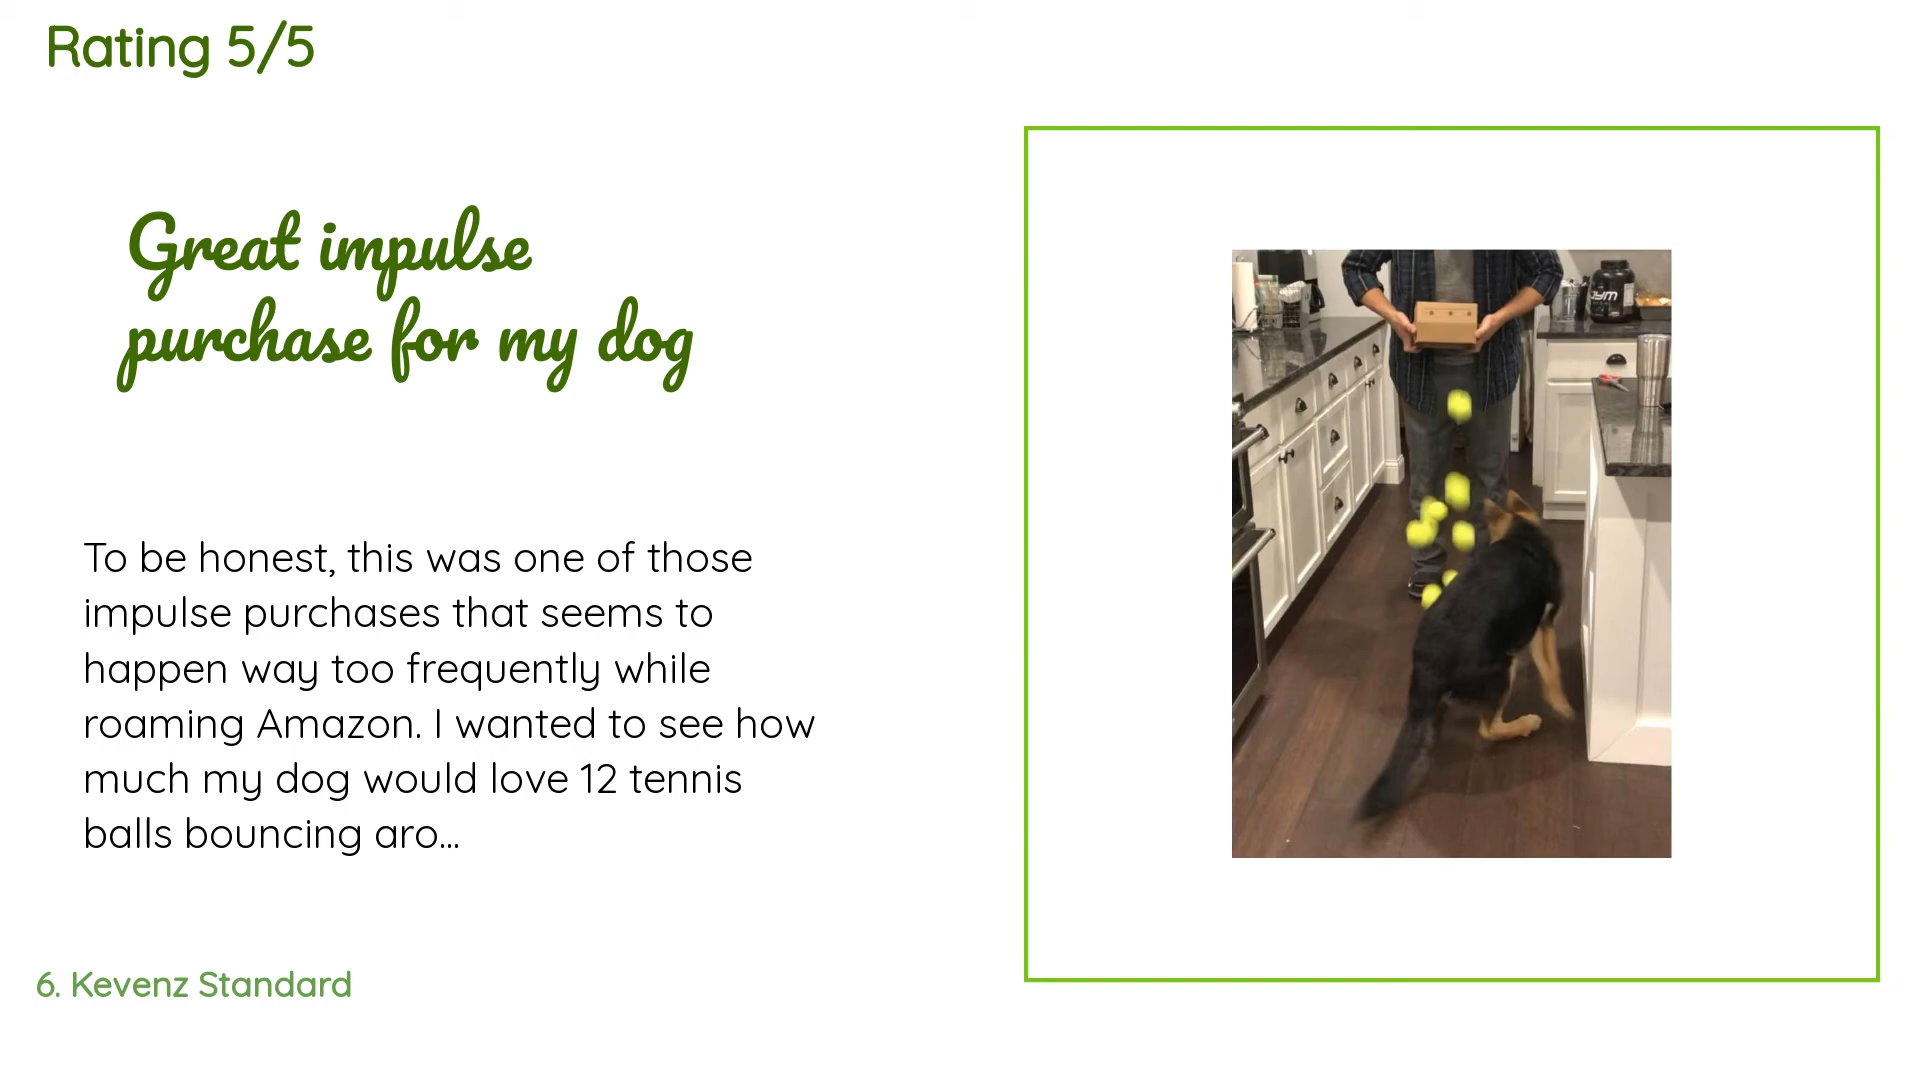 Rating 5/5
Great impulse
purchase for my dog
To be honest, this was one of those
impulse purchases that seems to
happen way too frequently while
roaming Amazon. I wanted to see how
much my dog would love 12 tennis
balls bouncing aro...
JYM
6. Kevenz Standard